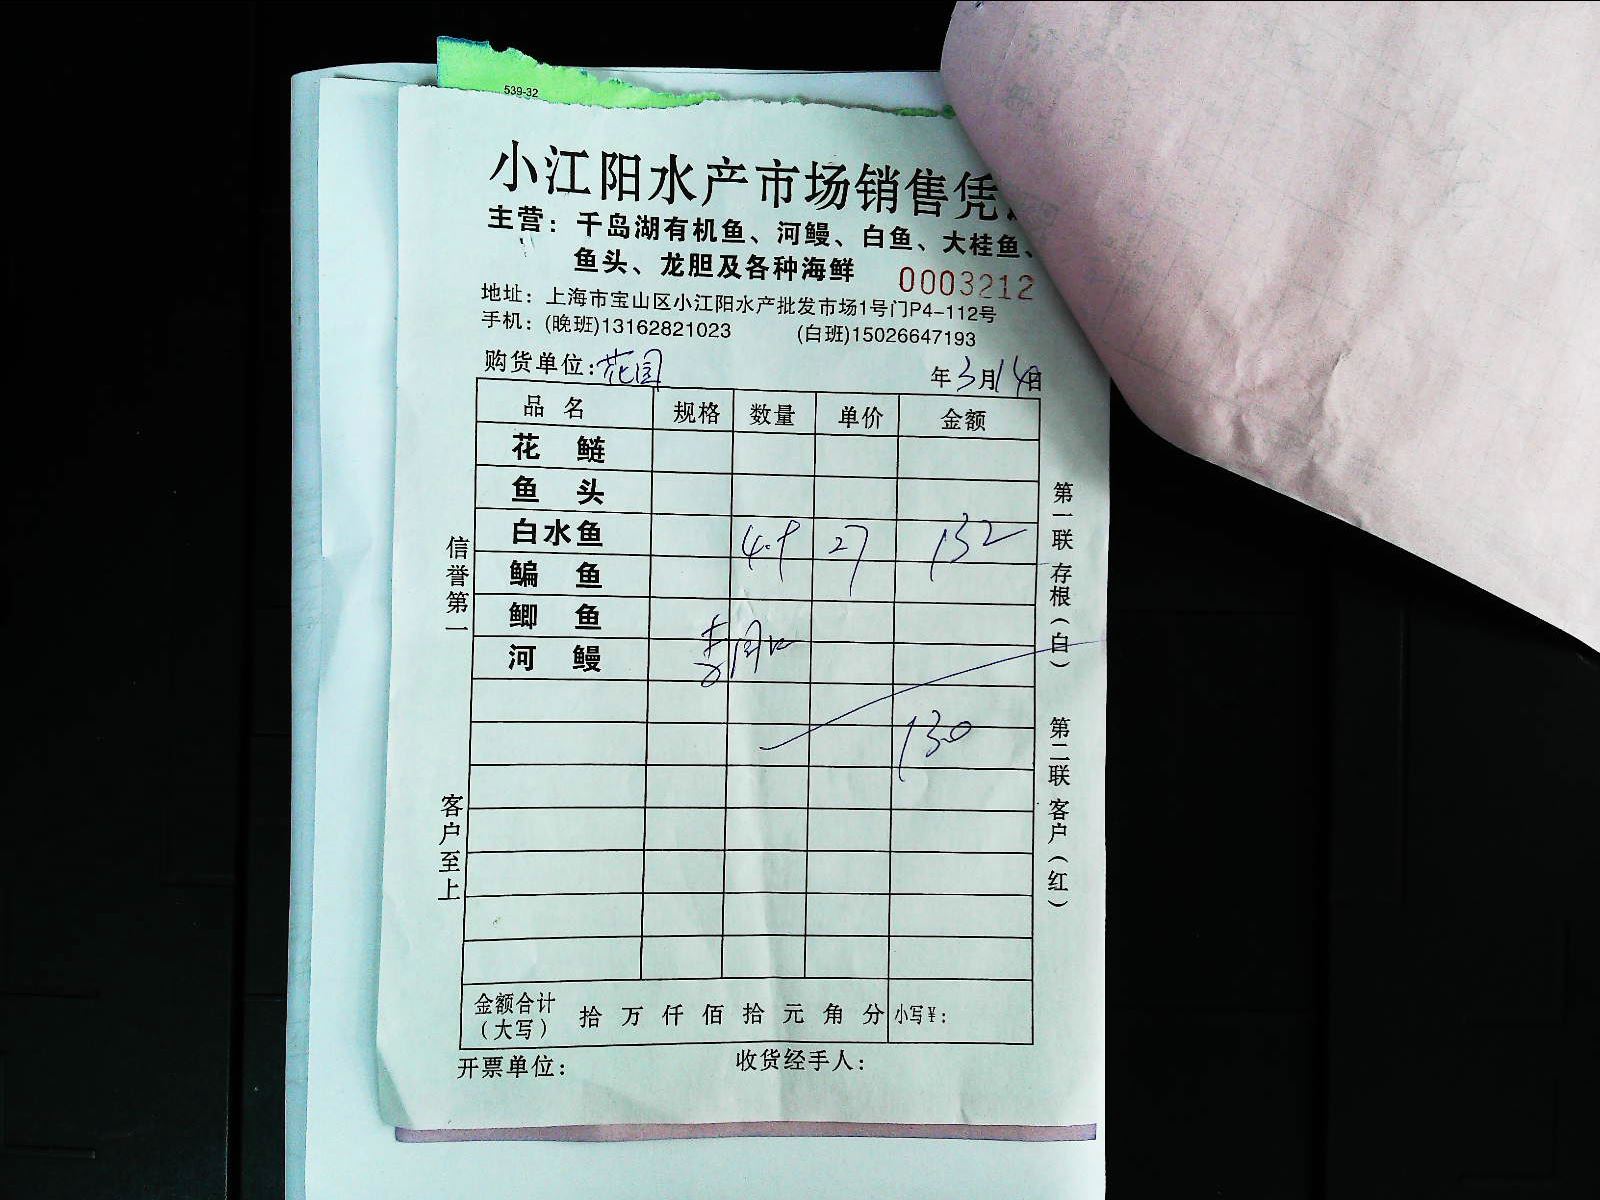 539-32
小江阳水产市场销售凭
主营：千岛湖有机鱼、河鳗、白鱼、大桂鱼、
鱼头、龙胆及各种海鲜
0003212
地址：上海市宝山区小江阳水产批发市场1号门P4-112号
手机：(晚班)13162821023 (白班)15026647193
购货单位：花园 年3月14日
品名 规格 数量 单价 金额
花鲢
鱼头
白水鱼 4.9 27 132
鳊鱼
鲫鱼
河鳗
130
金额合计（大写） 拾万仟佰拾元角分 小写¥：
开票单位： 收货经手人：
信誉第一
客户至上
第一联 存根（白）
第二联 客户（红）